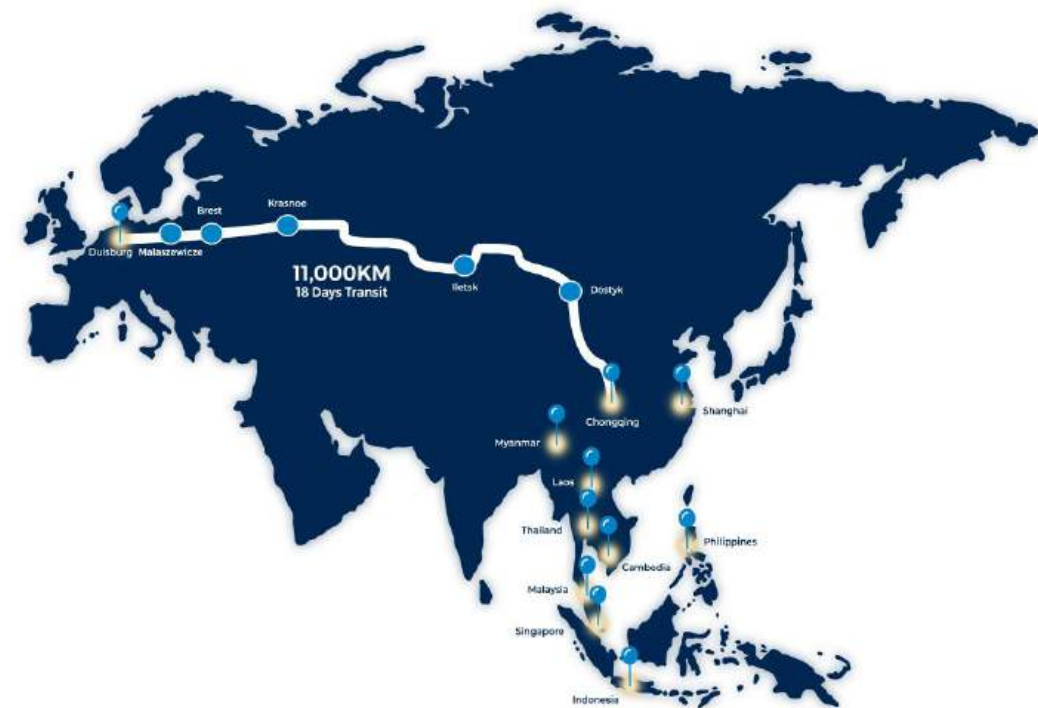 Krasnoe
Brest
Duisburg
Malaszewicze
11,000KM
18 Days Transit
Iletsk
Dostyk
Chongqing
Shanghai
Myanmar
Laos
Thailand
Philippines
Cambodia
Malaysia
Singapore
Indonesia